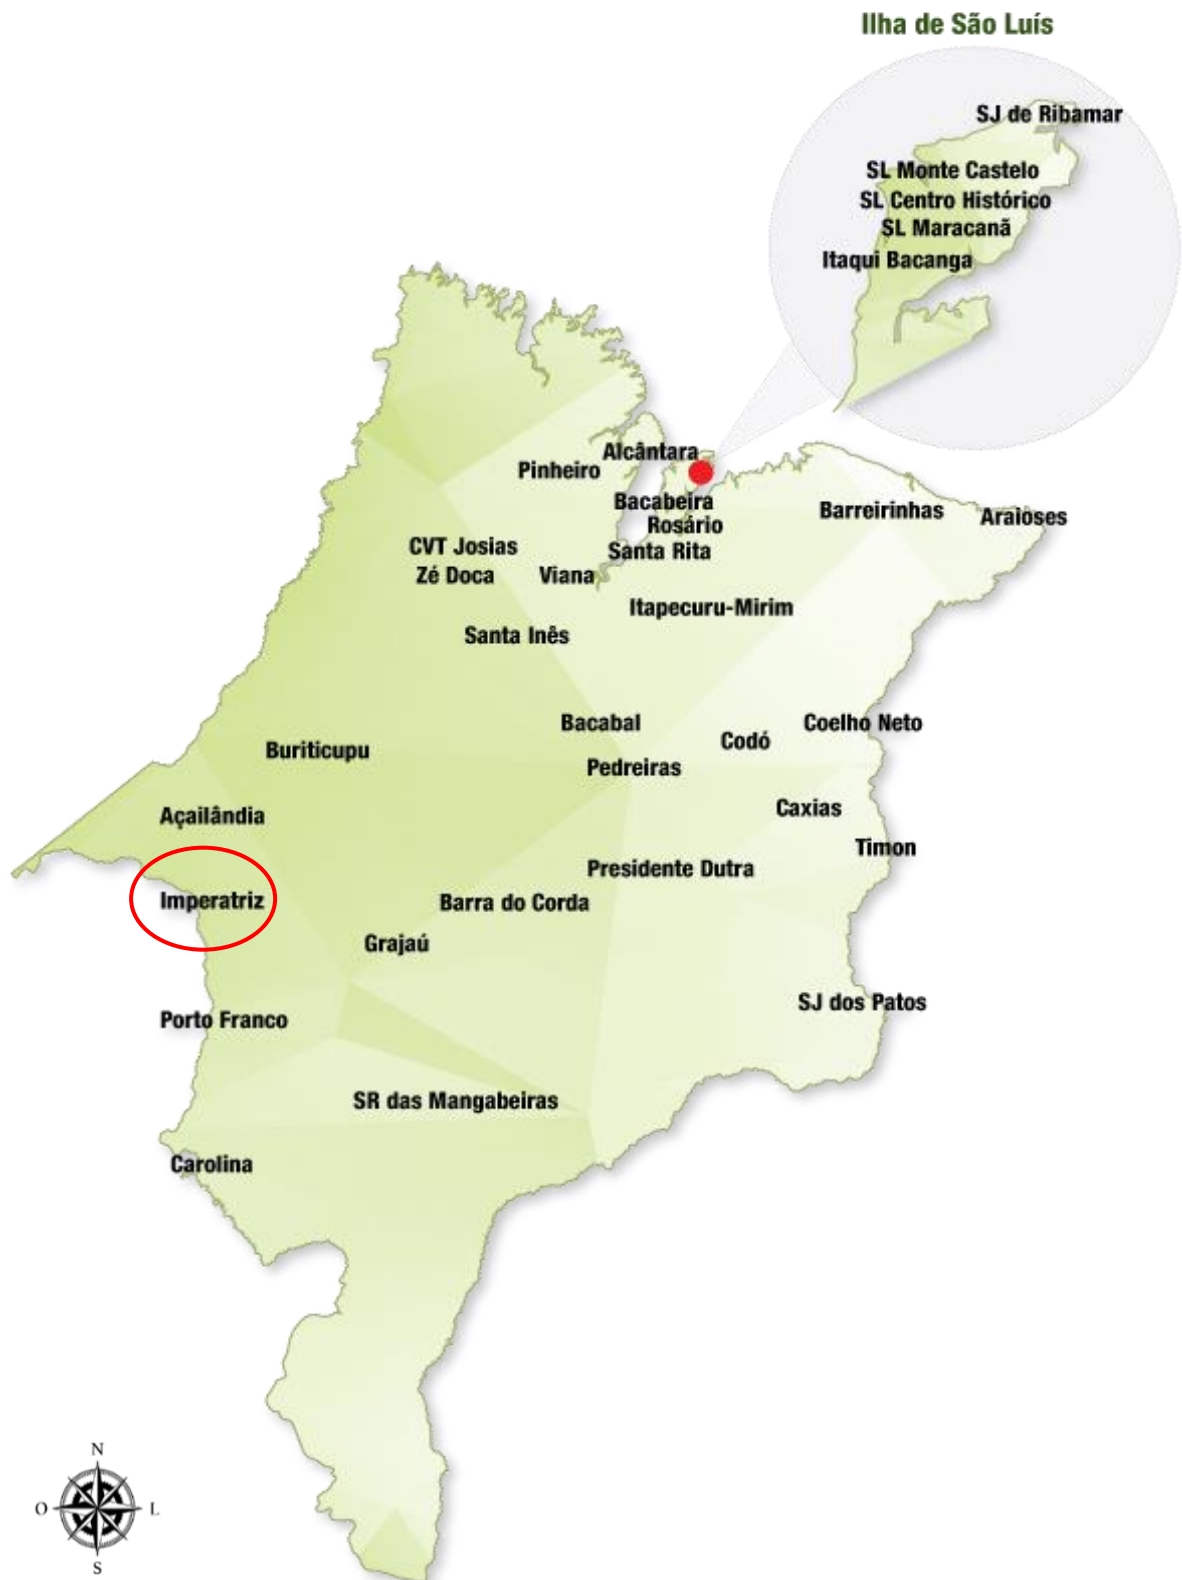 Ilha de São Luís
SJ de Ribamar
SL Monte Castelo
SL Centro Histórico
SL Maracanã
Itaqui Bacanga
Alcântara
Pinheiro
Bacabeira
Rosário
Barreirinhas
Araioses
CVT Josias
Zé Doca
Santa Rita
Viana
Itapecuru-Mirim
Santa Inês
Bacabal
Codó
Coelho Neto
Buriticupu
Pedreiras
Açailândia
Caxias
Timon
Presidente Dutra
Imperatriz
Barra do Corda
Grajaú
SJ dos Patos
Porto Franco
SR das Mangabeiras
Carolina
N
O L
S